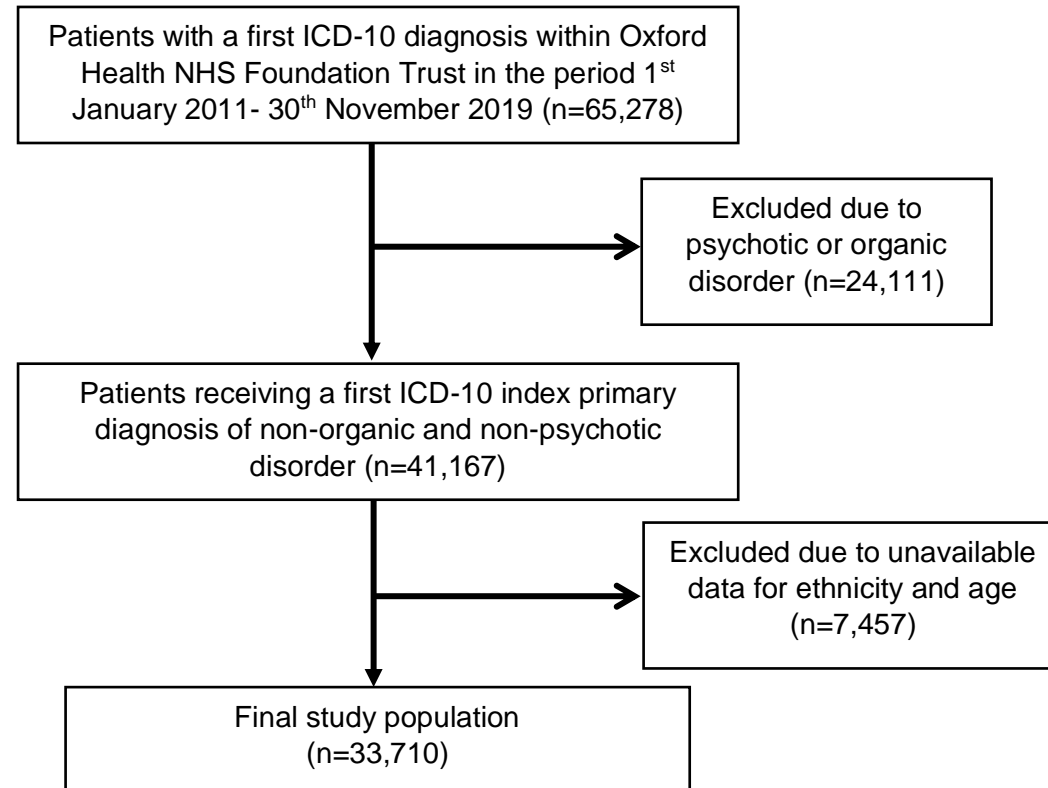 Patients with a first ICD-10 diagnosis within Oxford
Health NHS Foundation Trust in the period 1st
January 2011- 30th November 2019 (n=65,278)
Excluded due to
psychotic or organic
disorder (n=24,111)
Patients receiving a first ICD-10 index primary
diagnosis of non-organic and non-psychotic
disorder (n=41,167)
Excluded due to unavailable
data for ethnicity and age
(n=7,457)
Final study population
(n=33,710)